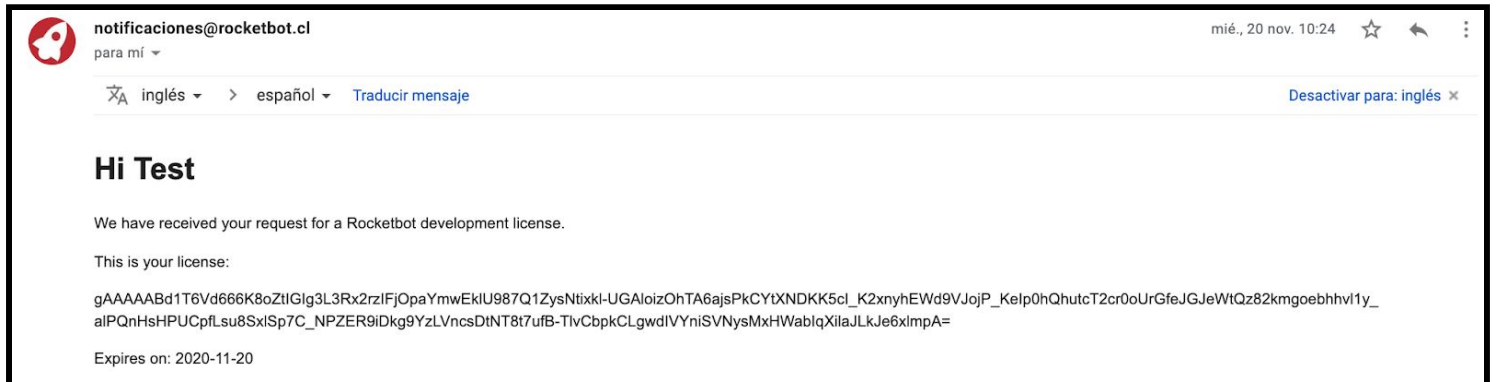 notificaciones@rocketbot.cl
mié., 20 nov. 10:24
para mí
inglés > español Traducir mensaje
Desactivar para: inglés ×
Hi Test
We have received your request for a Rocketbot development license.
This is your license:
gAAAAABd1T6Vd666K8oZtIGIg3L3Rx2rzIFjOpaYmwEklU987Q1ZysNtixkl-UGAloizOhTA6ajsPkCYtXNDKK5cl_K2xnyhEWd9VJojP_KeIp0hQhutcT2cr0oUrGfeJGJeWtQz82kmgoebhhvl1y_
alPQnHsHPUCpfLsu8SxlSp7C_NPZER9iDkg9YzLVncsDtNT8t7ufB-TlvCbpkCLgwdlVYniSVNysMxHWablqXilaJLkJe6xlmpA=
Expires on: 2020-11-20